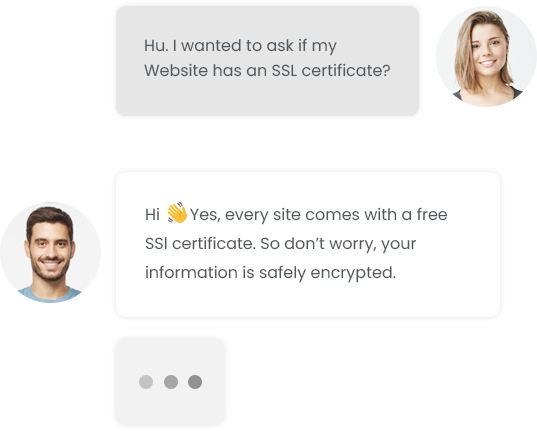 Hu. I wanted to ask if my
Website has an SSL certificate?
Hi 👋 Yes, every site comes with a free
SSl certificate. So don’t worry, your
information is safely encrypted.